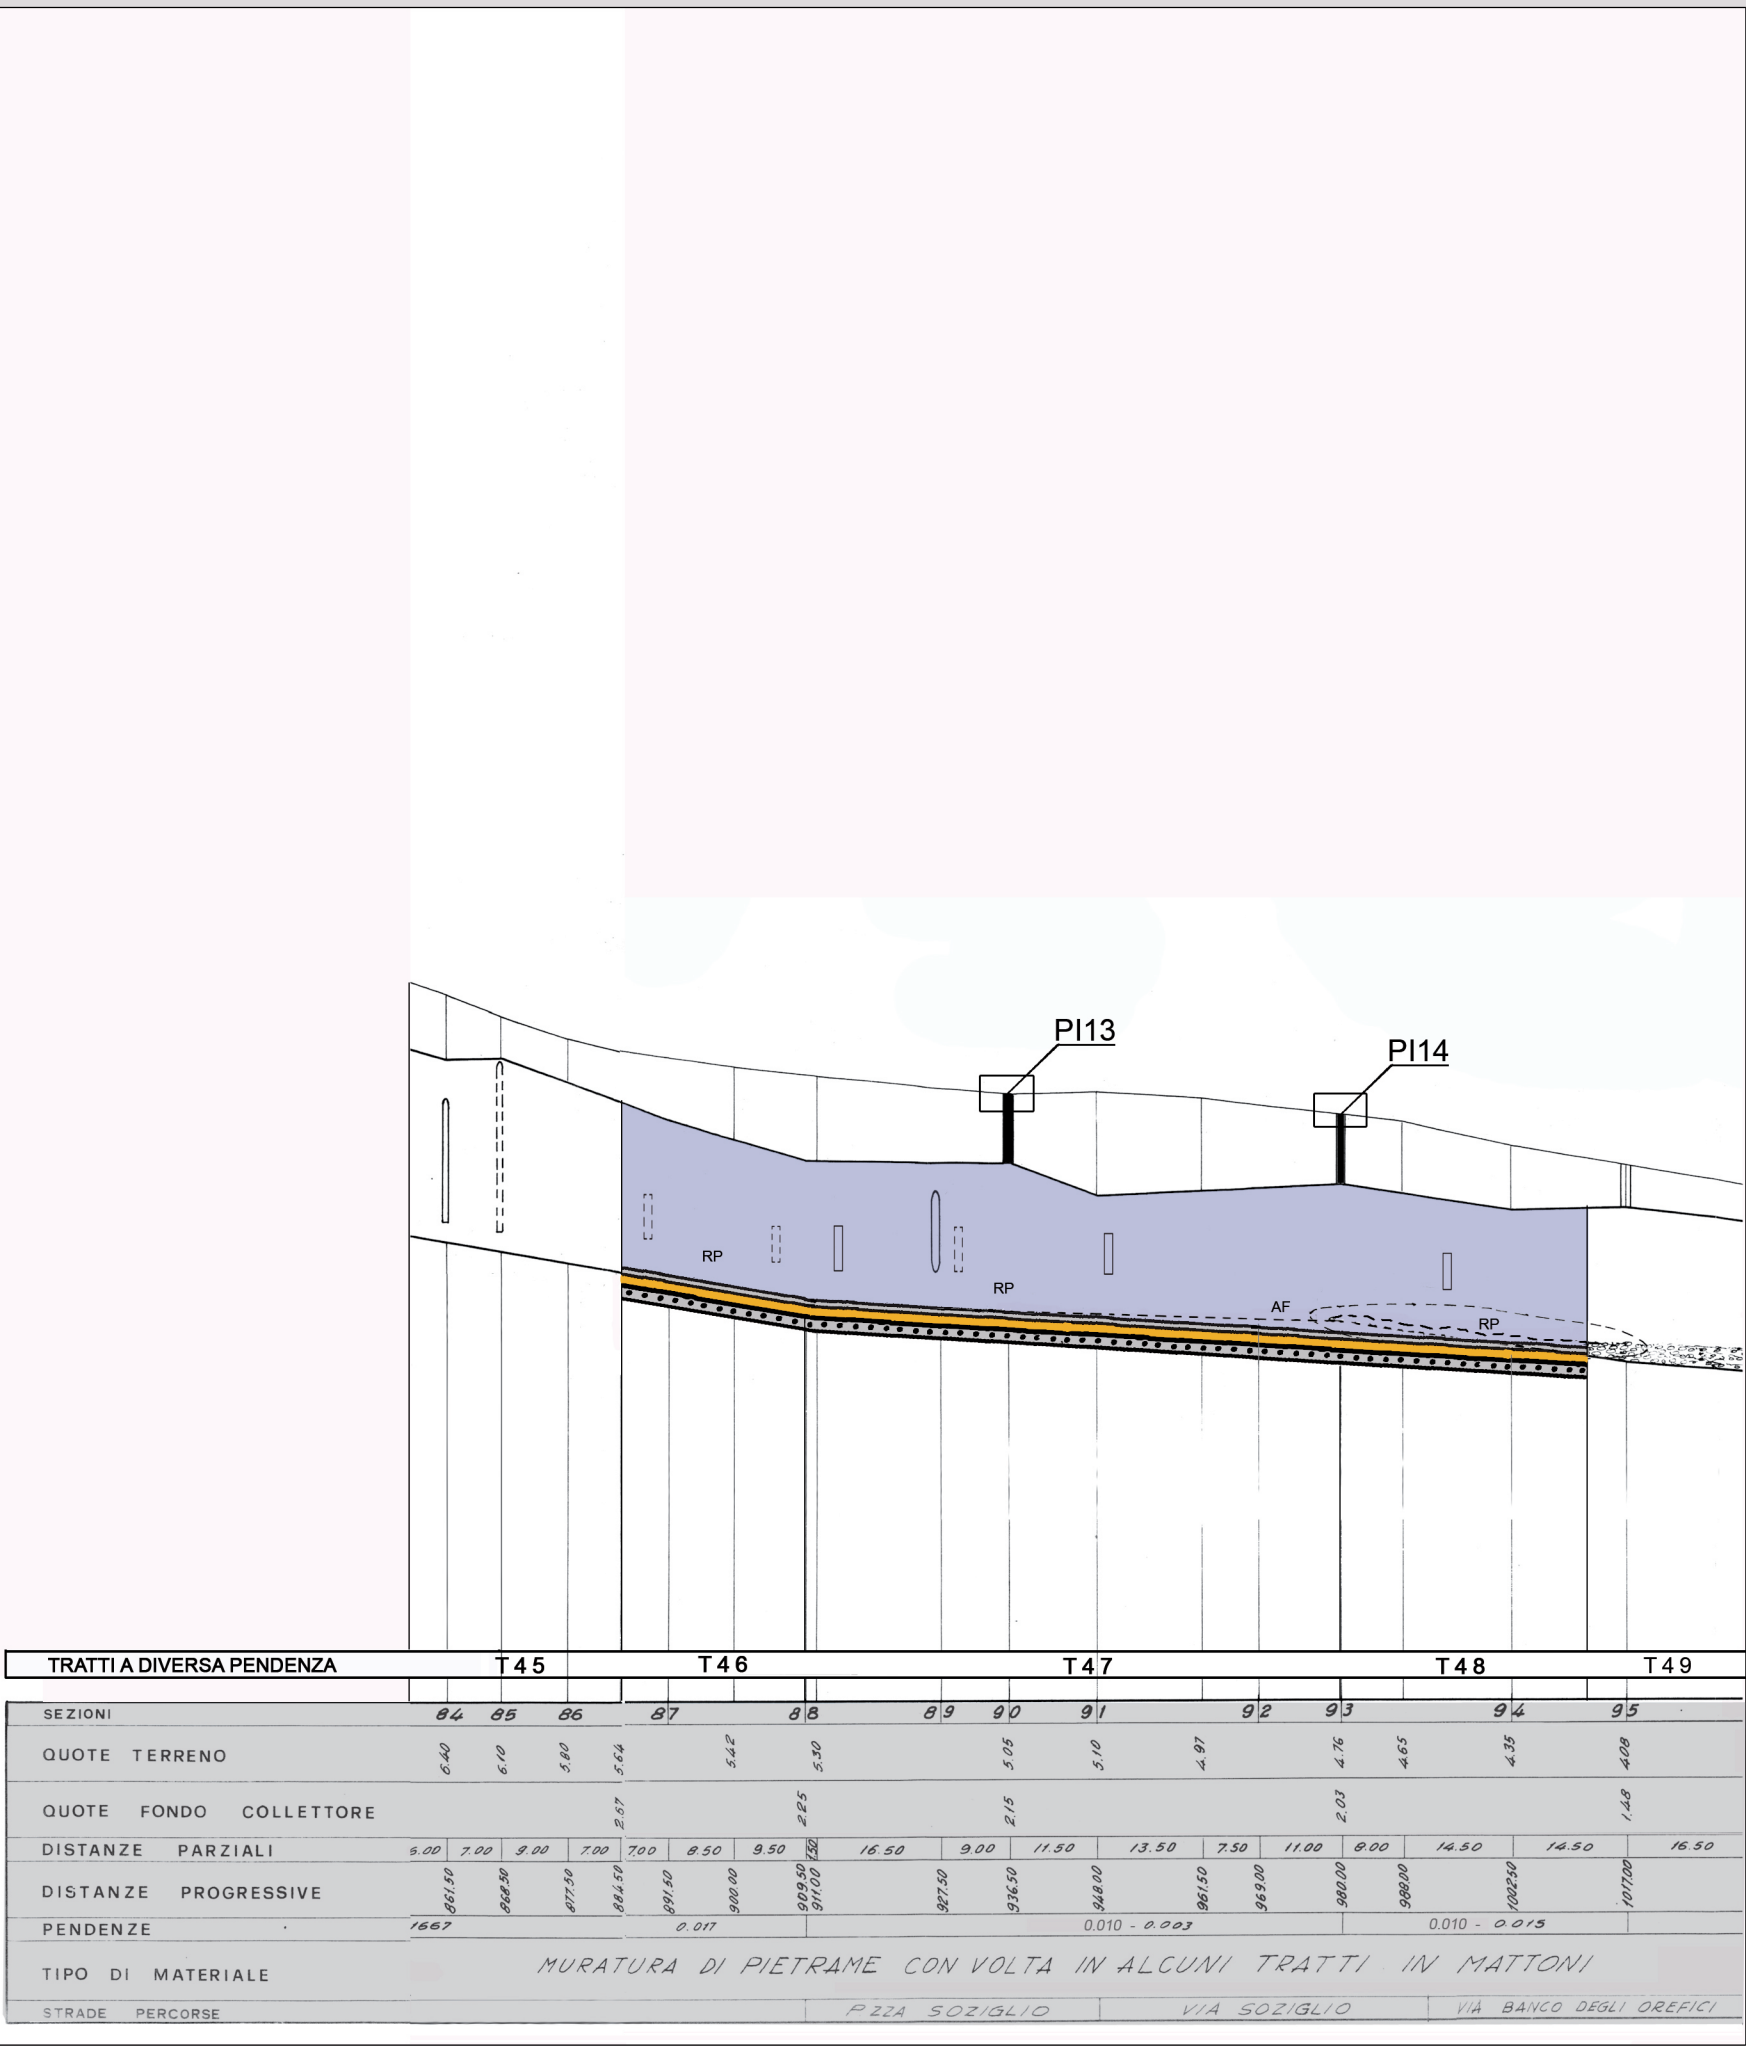 PI13
PI14
RP
RP
AF
RP
TRATTI A DIVERSA PENDENZA T45 T46 T47 T48 T49
SEZIONI 84 85 86 87 88 89 90 91 92 93 94 95
QUOTE TERRENO 6.40 6.10 5.80 5.64 5.42 5.30 5.05 5.10 4.97 4.76 4.65 4.35 4.08
QUOTE FONDO COLLETTORE 2.67 2.25 2.15 2.03 1.48
DISTANZE PARZIALI 7.00 9.00 7.00 7.00 8.50 9.50 1.50 16.50 9.00 11.50 13.50 7.50 11.00 8.00 14.50 14.50 16.50
DISTANZE PROGRESSIVE 861.50 868.50 877.50 884.50 891.50 900.00 909.50 911.00 927.50 936.50 948.00 961.50 969.00 980.00 988.00 1002.50 1017.00
PENDENZE 1667 0.017 0.010 - 0.003 0.010 - 0.015
TIPO DI MATERIALE MURATURA DI PIETRAME CON VOLTA IN ALCUNI TRATTI IN MATTONI
STRADE PERCORSE P.ZZA SOZIGLIO VIA SOZIGLIO VIA BANCO DEGLI OREFICI